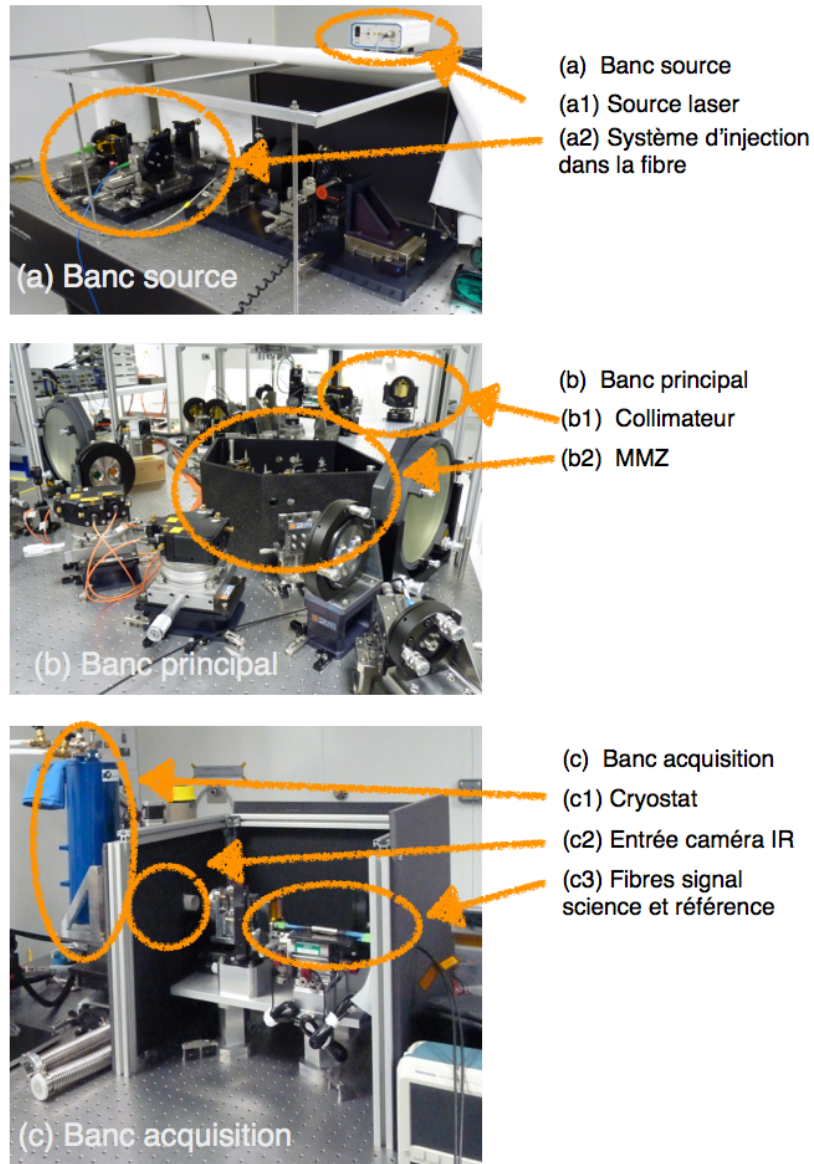 (a) Banc source
(a1) Source laser
(a2) Système d'injection
dans la fibre
(a) Banc source
(b) Banc principal
(b1) Collimateur
(b2) MMZ
(b) Banc principal
(c) Banc acquisition
(c1) Cryostat
(c2) Entrée caméra IR
(c3) Fibres signal
science et référence
(c) Banc acquisition